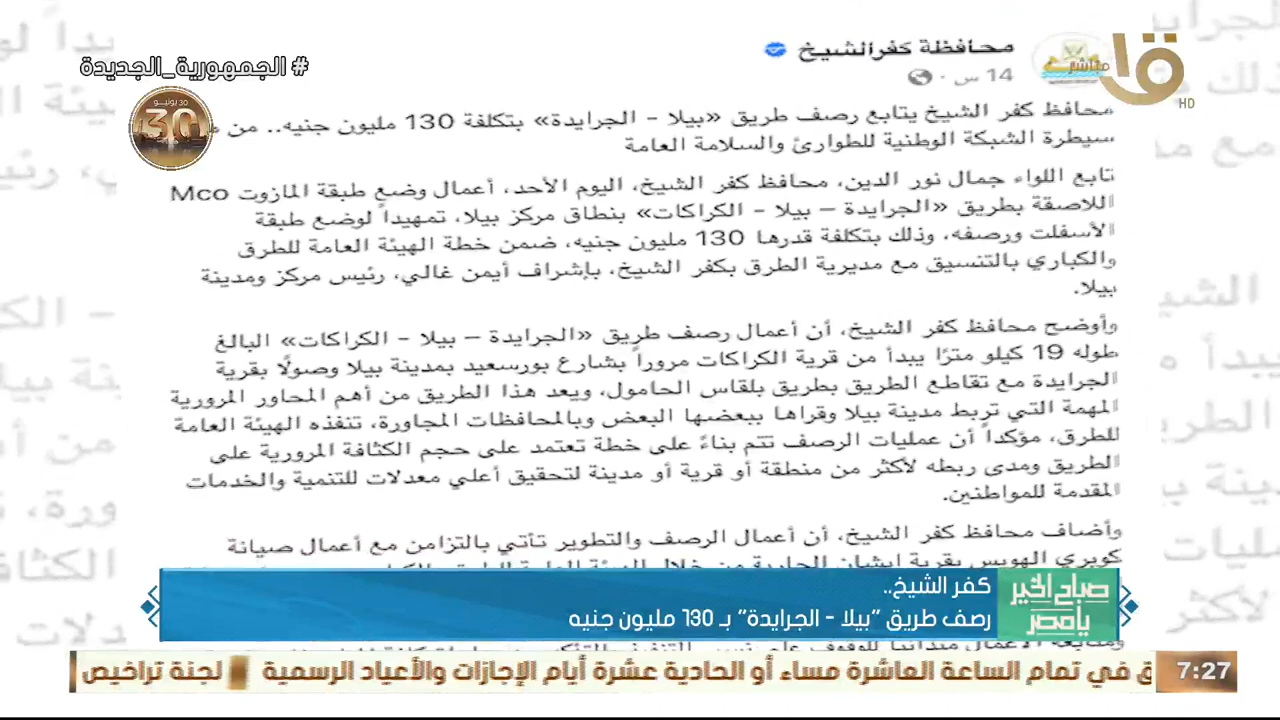 #الجمهورية_الجديدة
30 يونيو
30
HD
مباشر
محافظة كفرالشيخ
14 س
محافظ كفر الشيخ يتابع رصف طريق «بيلا - الجرايدة» بتكلفة 130 مليون جنيه.. من
سيطرة الشبكة الوطنية للطوارئ والسلامة العامة
تابع اللواء جمال نور الدين، محافظ كفر الشيخ، اليوم الأحد، أعمال وضع طبقة المازوت Mco
اللاصقة بطريق «الجرايدة – بيلا - الكراكات» بنطاق مركز بيلا، تمهيداً لوضع طبقة
الأسفلت ورصفه، وذلك بتكلفة قدرها 130 مليون جنيه، ضمن خطة الهيئة العامة للطرق
والكباري بالتنسيق مع مديرية الطرق بكفر الشيخ، بإشراف أيمن غالي، رئيس مركز ومدينة
بيلا.
وأوضح محافظ كفر الشيخ، أن أعمال رصف طريق «الجرايدة – بيلا - الكراكات» البالغ
طوله 19 كيلو مترًا يبدأ من قرية الكراكات مروراً بشارع بورسعيد بمدينة بيلا وصولًا بقرية
الجرايدة مع تقاطع الطريق بطريق بلقاس الحامول، ويعد هذا الطريق من أهم المحاور المرورية
المهمة التي تربط مدينة بيلا وقراها ببعضها البعض وبالمحافظات المجاورة، تنفذه الهيئة العامة
للطرق، مؤكداً أن عمليات الرصف تتم بناءً على خطة تعتمد على حجم الكثافة المرورية على
الطريق ومدى ربطه لأكثر من منطقة أو قرية أو مدينة لتحقيق أعلي معدلات للتنمية والخدمات
المقدمة للمواطنين.
وأضاف محافظ كفر الشيخ، أن أعمال الرصف والتطوير تأتي بالتزامن مع أعمال صيانة
كوبري الهويس بقرية
صباح الخير
يا مصر
كفر الشيخ..
رصف طريق "بيلا - الجرايدة" بـ 130 مليون جنيه
ق في تمام الساعة العاشرة مساء أو الحادية عشرة أيام الإجازات والأعياد الرسمية
لجنة تراخيص
7:27